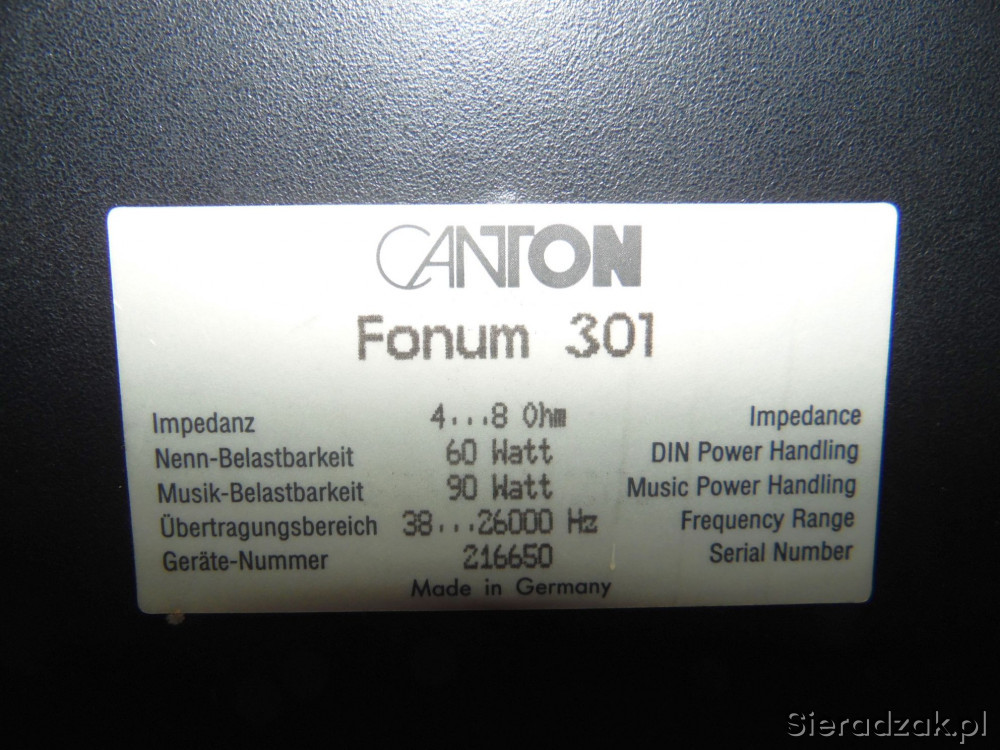 CANTON
Fonum 301
Impedanz 4...8 Ohm Impedance
Nenn-Belastbarkeit 60 Watt DIN Power Handling
Musik-Belastbarkeit 90 Watt Music Power Handling
Übertragungsbereich 38...26000 Hz Frequency Range
Geräte-Nummer 216650 Serial Number
Made in Germany
Sieradzak.pl